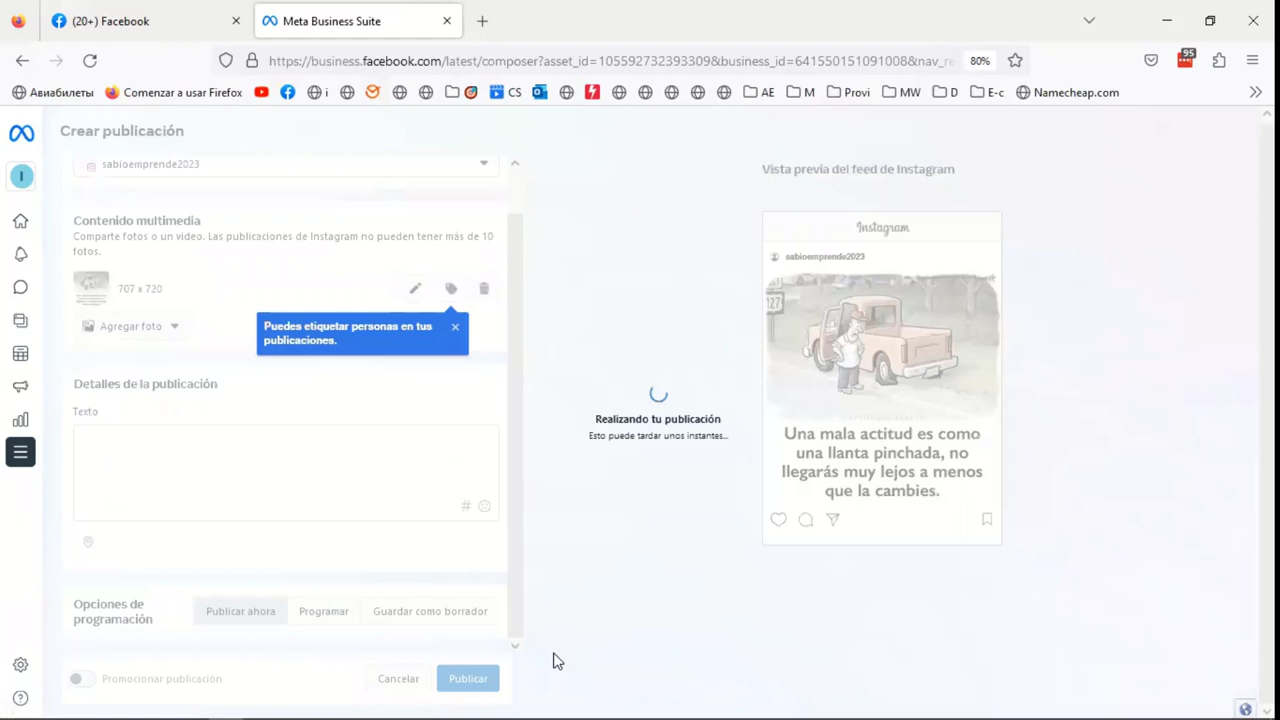 (20+) Facebook
Meta Business Suite
https://business.facebook.com/latest/composer?asset_id=105592732393309&business_id=641550151091008&nav_re
80%
95
Авиабилеты
Comenzar a usar Firefox
i
CS
AE
M
Provi
MW
D
E-c
Namecheap.com
Crear publicación
I
sabioemprende2023
Contenido multimedia
Comparte fotos o un video. Las publicaciones de Instagram no pueden tener más de 10
fotos.
707 x 720
Agregar foto
Puedes etiquetar personas en tus
publicaciones.
Detalles de la publicación
Texto
#
Opciones de
programación
Publicar ahora
Programar
Guardar como borrador
Promocionar publicación
Cancelar
Publicar
Realizando tu publicación
Esto puede tardar unos instantes...
Vista previa del feed de Instagram
Instagram
sabioemprende2023
127
Una mala actitud es como
una llanta pinchada, no
llegarás muy lejos a menos
que la cambies.